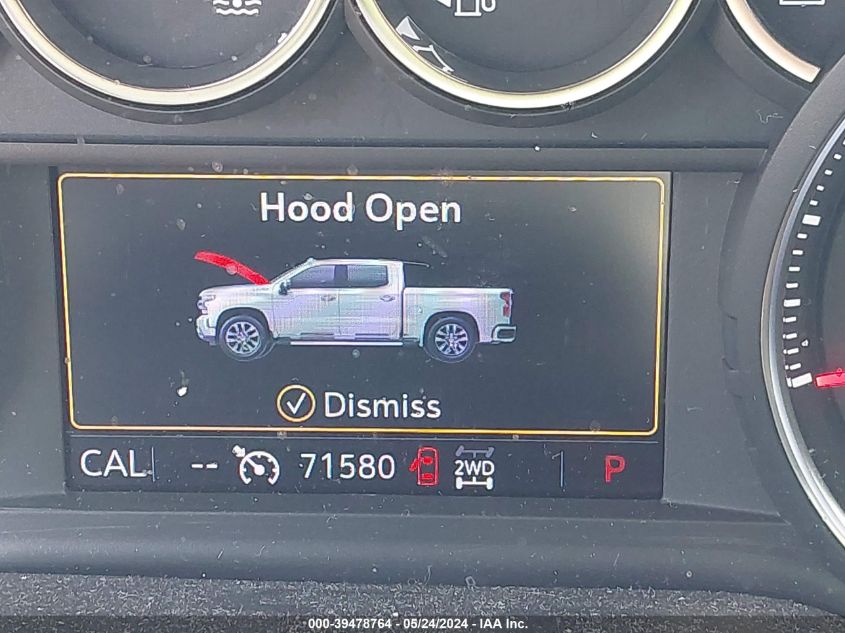 Hood Open
Dismiss
CAL -- 71580 2WD P
000-39478764 - 05/24/2024 - IAA Inc.